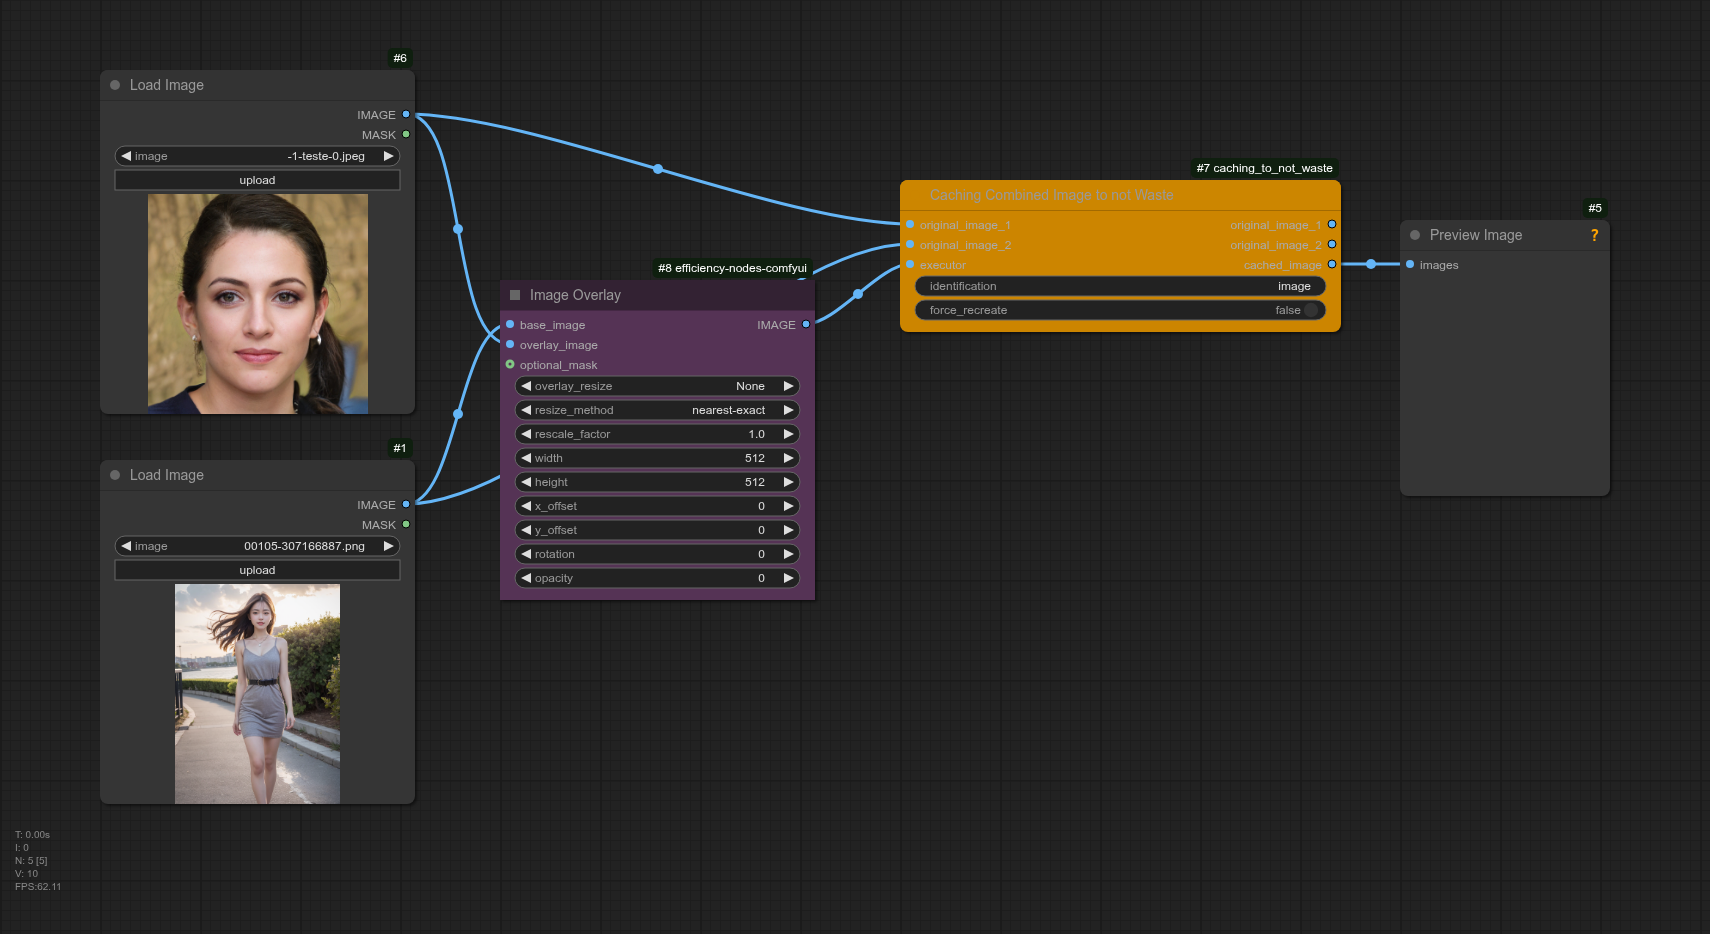 #6
Load Image
IMAGE
MASK
image -1-teste-0.jpeg
upload
#1
Load Image
IMAGE
MASK
image 00105-307166887.png
upload
#8 efficiency-nodes-comfyui
Image Overlay
base_image IMAGE
overlay_image
optional_mask
overlay_resize None
resize_method nearest-exact
rescale_factor 1.0
width 512
height 512
x_offset 0
y_offset 0
rotation 0
opacity 0
#7 caching_to_not_waste
Caching Combined Image to not Waste
original_image_1 original_image_1
original_image_2 original_image_2
executor cached_image
identification image
force_recreate false
#5
Preview Image ?
images
T: 0.00s
I: 0
N: 5 [5]
V: 10
FPS:62.11